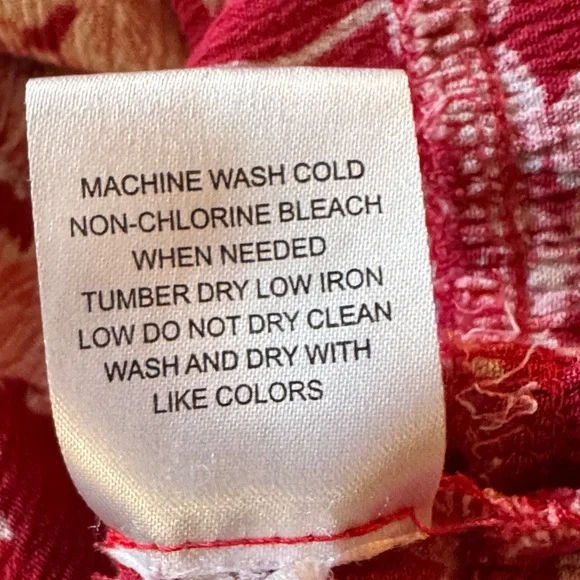 MACHINE WASH COLD
NON-CHLORINE BLEACH
WHEN NEEDED
TUMBER DRY LOW IRON
LOW DO NOT DRY CLEAN
WASH AND DRY WITH
LIKE COLORS